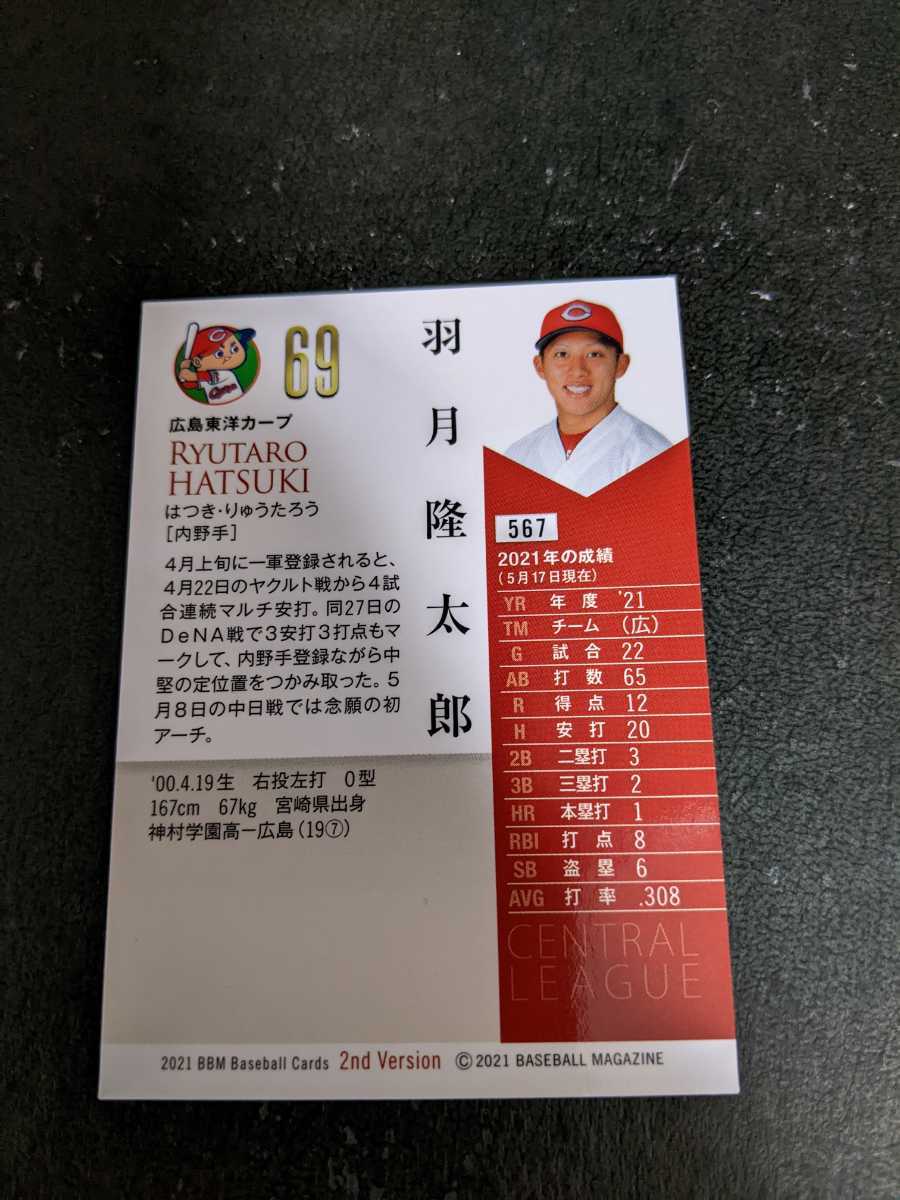 69
広島東洋カープ
RYUTARO
HATSUKI
はつき・りゅうたろう
[内野手]
4月上旬に一軍登録されると、
4月22日のヤクルト戦から4試
合連続マルチ安打。同27日の
DeNA戦で3安打3打点もマ
ークして、内野手登録ながら中
堅の定位置をつかみ取った。5
月8日の中日戦では念願の初
アーチ。
'00.4.19生 右投左打 O型
167cm 67kg 宮崎県出身
神村学園高ー広島(19⑦)
羽月隆太郎
C
567
2021年の成績
(5月17日現在)
YR 年度 '21
TM チーム (広)
G 試合 22
AB 打数 65
R 得点 12
H 安打 20
2B 二塁打 3
3B 三塁打 2
HR 本塁打 1
RBI 打点 8
SB 盗塁 6
AVG 打率 .308
CENTRAL
LEAGUE
2021 BBM Baseball Cards 2nd Version ©2021 BASEBALL MAGAZINE